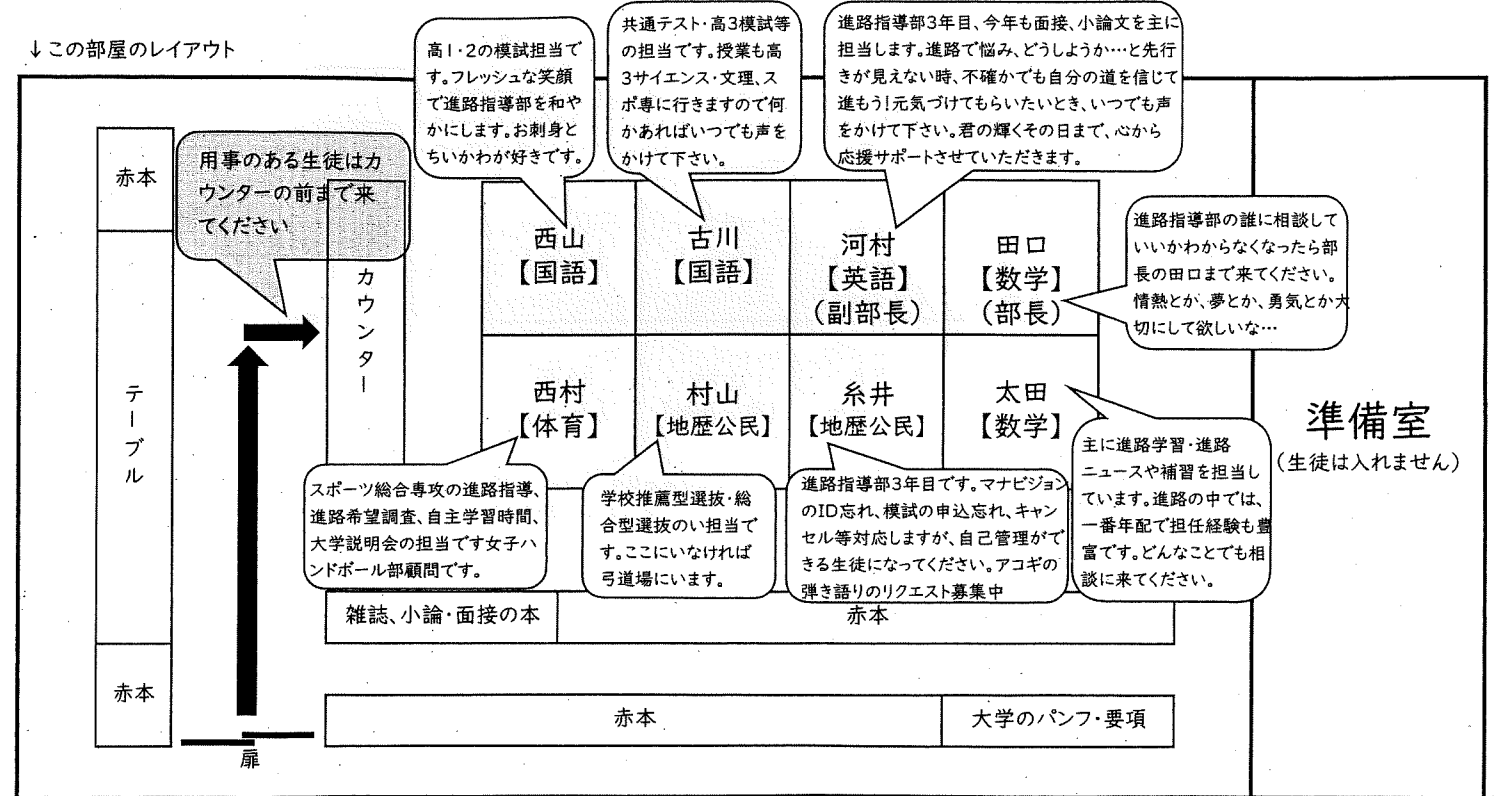 ↓この部屋のレイアウト
高1・2の模試担当で
す。フレッシュな笑顔
で進路指導部を和や
かにします。お刺身と
ちいかわが好きです。
共通テスト・高3模試等
の担当です。授業も高
3サイエンス・文理、ス
ポ専に行きますので何
かあればいつでも声を
かけて下さい。
進路指導部3年目、今年も面接、小論文を主に
担当します。進路で悩み、どうしようか…と先行
きが見えない時、不確かでも自分の道を信じて
進もう!元気づけてもらいたいとき、いつでも声
をかけて下さい。君の輝くその日まで、心から
応援サポートさせていただきます。
赤本
用事のある生徒はカ
ウンターの前まで来
てください
カウンター
西山
【国語】
古川
【国語】
河村
【英語】
(副部長)
田口
【数学】
(部長)
進路指導部の誰に相談して
いいかわからなくなったら部
長の田口まで来てください。
情熱とか、夢とか、勇気とか大
切にして欲しいな…
テーブル
西村
【体育】
村山
【地歴公民】
糸井
【地歴公民】
太田
【数学】
準備室
(生徒は入れません)
スポーツ総合専攻の進路指導、
進路希望調査、自主学習時間、
大学説明会の担当です女子ハ
ンドボール部顧問です。
学校推薦型選抜・総
合型選抜のい担当で
す。ここにいなければ
弓道場にいます。
進路指導部3年目です。マナビジョン
のID忘れ、模試の申込忘れ、キャン
セル等対応しますが、自己管理がで
きる生徒になってください。アコギの
弾き語りのリクエスト募集中
主に進路学習・進路
ニュースや補習を担当し
ています。進路の中では、
一番年配で担任経験も豊
富です。どんなことでも相
談に来てください。
雑誌、小論・面接の本
赤本
赤本
赤本
大学のパンフ・要項
扉